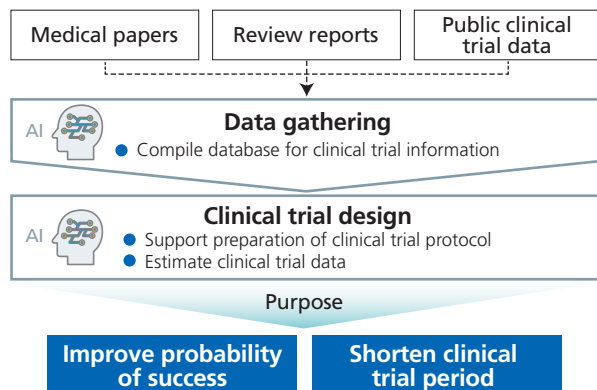 Medical papers
Review reports
Public clinical
trial data
AI
Data gathering
● Compile database for clinical trial information
AI
Clinical trial design
● Support preparation of clinical trial protocol
● Estimate clinical trial data
Purpose
Improve probability
of success
Shorten clinical
trial period